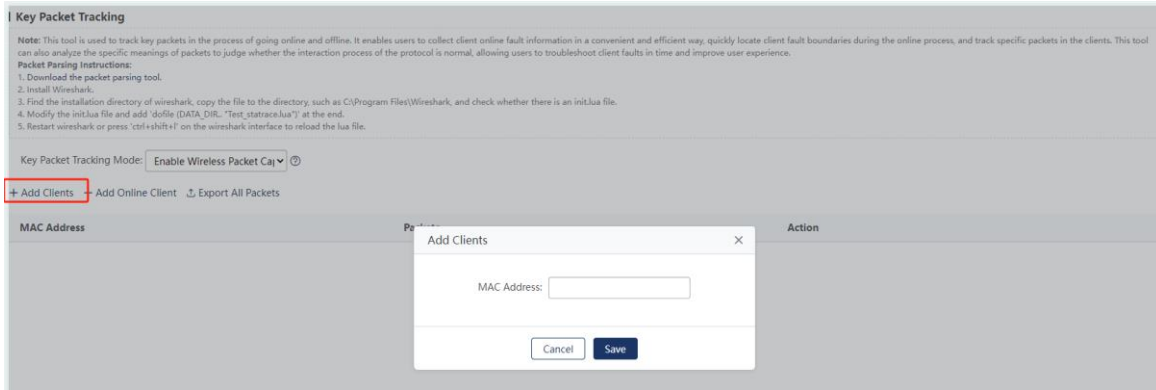 Key Packet Tracking
Note: This tool is used to track key packets in the process of going online and offline. It enables users to collect client online fault information in a convenient and efficient way, quickly locate client fault boundaries during the online process, and track specific packets in the clients. This tool
can also analyze the specific meanings of packets to judge whether the interaction process of the protocol is normal, allowing users to troubleshoot client faults in time and improve user experience.
Packet Parsing Instructions:
1. Download the packet parsing tool.
2. Install Wireshark.
3. Find the installation directory of wireshark, copy the file to the directory, such as C:\Program Files\Wireshark, and check whether there is an init.lua file.
4. Modify the init.lua file and add 'dofile (DATA_DIR.. "Test_statrace.lua")' at the end.
5. Restart wireshark or press 'ctrl+shift+l' on the wireshark interface to reload the lua file.
Key Packet Tracking Mode: Enable Wireless Packet Ca
+ Add Clients + Add Online Client Export All Packets
MAC Address Action
Add Clients
MAC Address:
Cancel Save